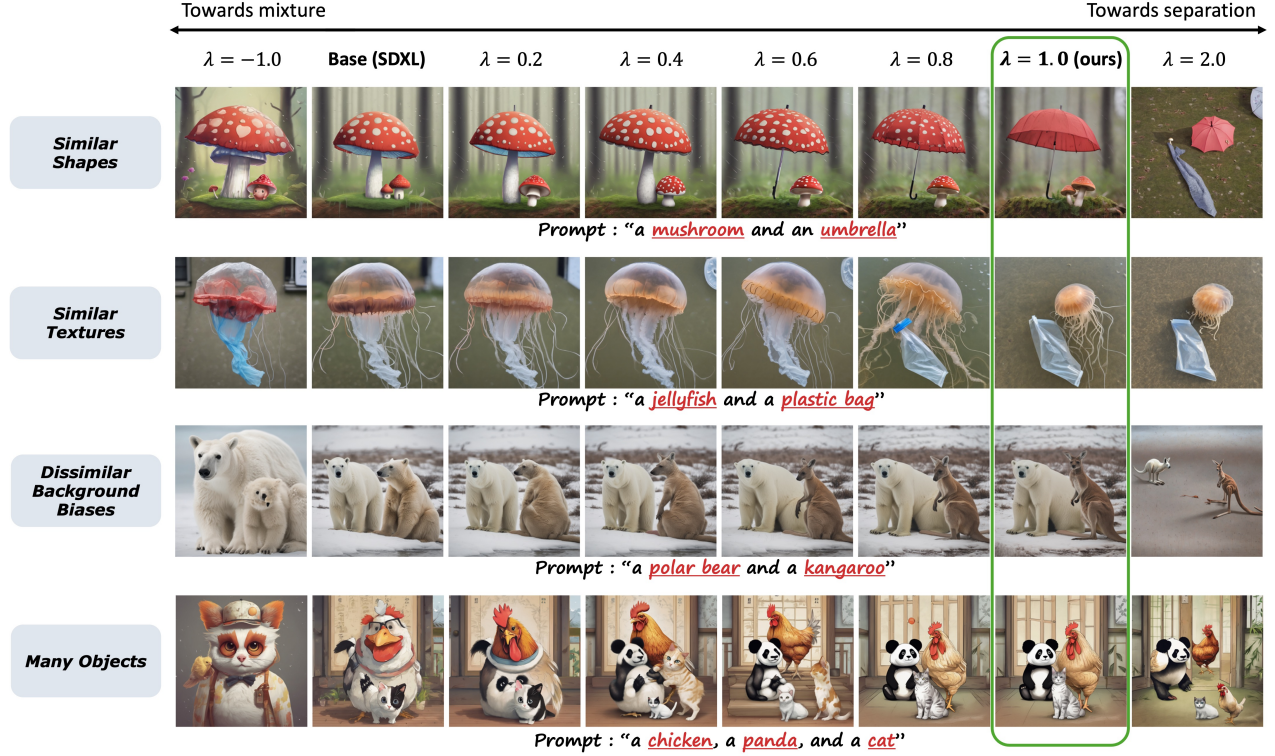 Towards mixture
Towards separation
λ = −1.0
Base (SDXL)
λ = 0.2
λ = 0.4
λ = 0.6
λ = 0.8
λ = 1.0 (ours)
λ = 2.0
Similar
Shapes
Prompt : “a mushroom and an umbrella”
Similar
Textures
Prompt : “a jellyfish and a plastic bag”
Dissimilar
Background
Biases
Prompt : “a polar bear and a kangaroo”
Many Objects
Prompt : “a chicken, a panda, and a cat”